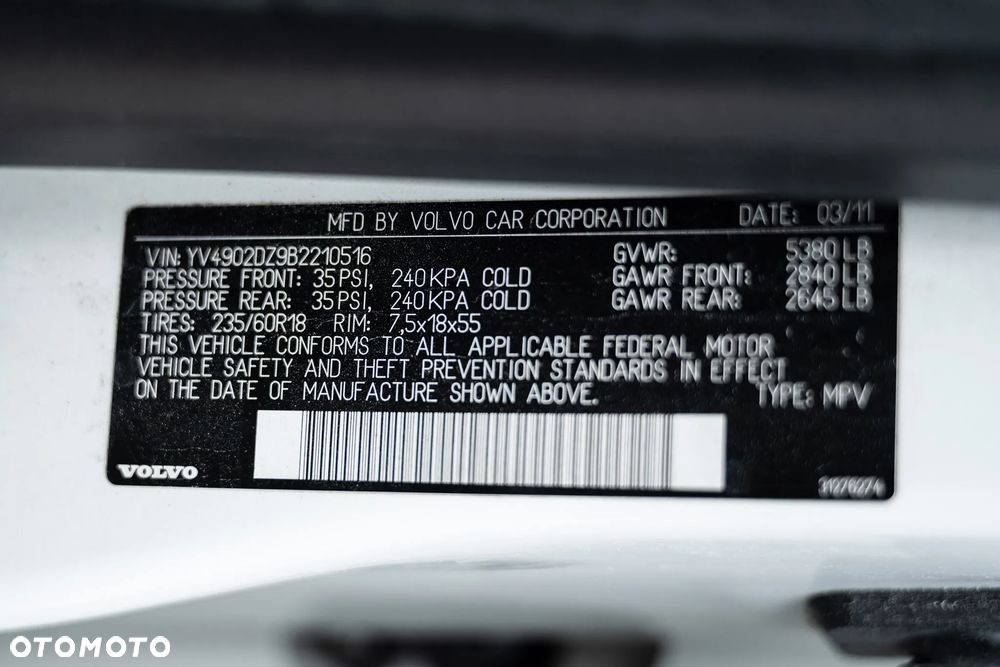 MFD BY VOLVO CAR CORPORATION DATE: 03/11
VIN: YV4902DZ9B2210516 GVWR: 5380 LB
PRESSURE FRONT: 35 PSI, 240 KPA COLD GAWR FRONT: 2840 LB
PRESSURE REAR: 35 PSI, 240 KPA COLD GAWR REAR: 2645 LB
TIRES: 235/60R18 RIM: 7,5x18x55
THIS VEHICLE CONFORMS TO ALL APPLICABLE FEDERAL MOTOR
VEHICLE SAFETY AND THEFT PREVENTION STANDARDS IN EFFECT
ON THE DATE OF MANUFACTURE SHOWN ABOVE. TYPE: MPV
VOLVO 31276274
OTOMOTO